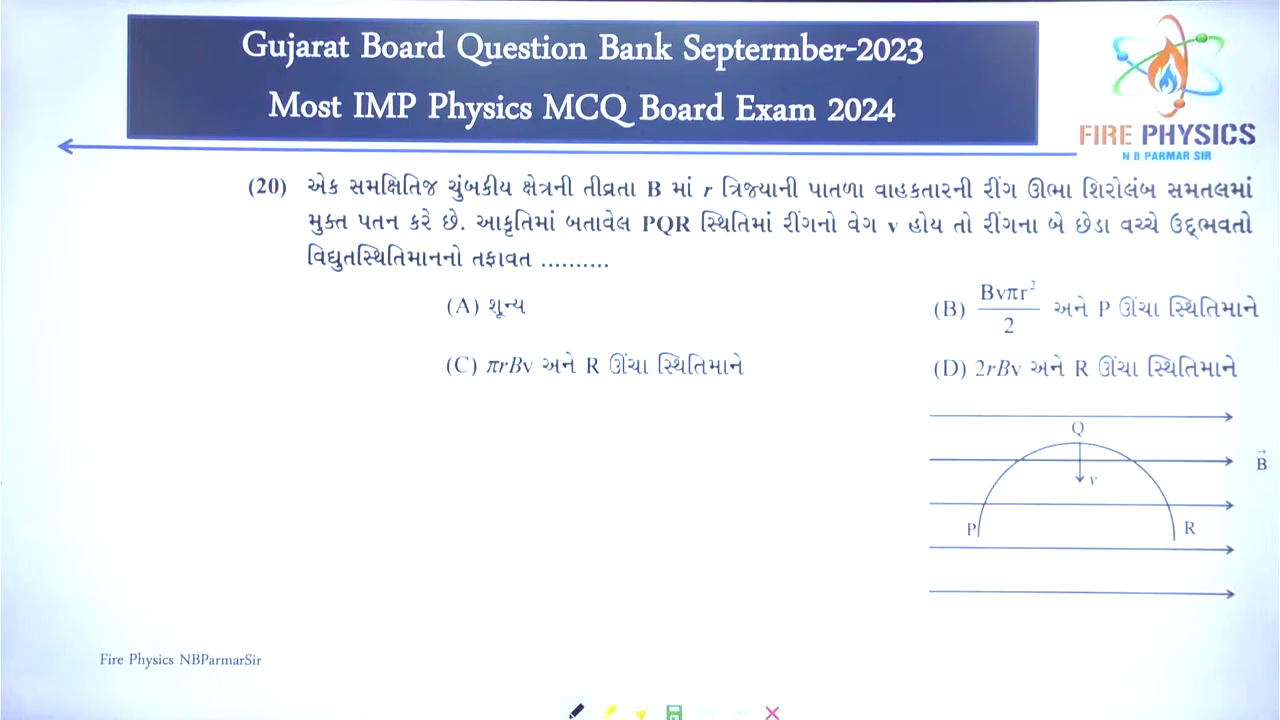 Gujarat Board Question Bank Septermber-2023
Most IMP Physics MCQ Board Exam 2024
FIRE PHYSICS
N B PARMAR SIR
(20) એક સમક્ષિતિજ ચુંબકીય ક્ષેત્રની તીવ્રતા B માં r ત્રિજ્યાની પાતળા વાહકતારની રીંગ ઊભા શિરોલંબ સમતલમાં
મુક્ત પતન કરે છે. આકૃતિમાં બતાવેલ PQR સ્થિતિમાં રીંગનો વેગ v હોય તો રીંગના બે છેડા વચ્ચે ઉદ્ભવતો
વિદ્યુતસ્થિતિમાનનો તફાવત ..........
(A) શૂન્ય
(B) Bvπr²/2 અને P ઊંચા સ્થિતિમાને
(C) πrBv અને R ઊંચા સ્થિતિમાને
(D) 2rBv અને R ઊંચા સ્થિતિમાને
Q
B⃗
v
P
R
Fire Physics NBParmarSir